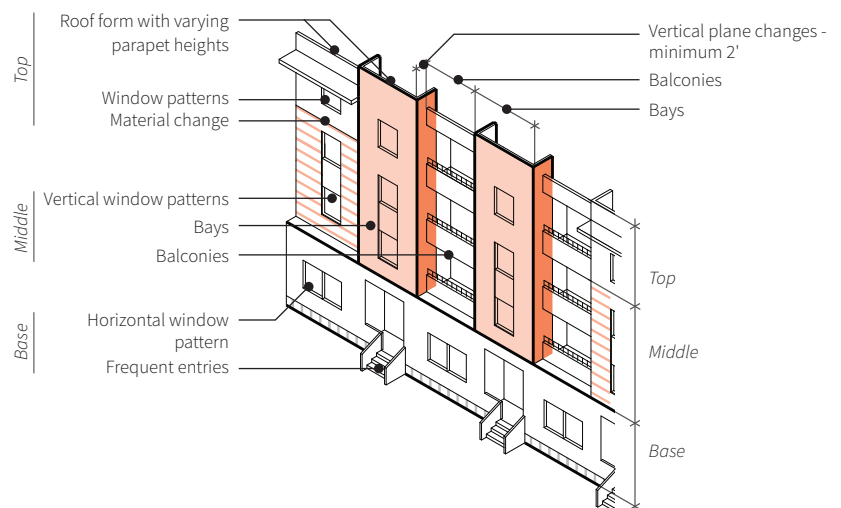 Roof form with varying
parapet heights
Top
Window patterns
Material change
Middle
Vertical window patterns
Bays
Balconies
Base
Horizontal window
pattern
Frequent entries
Vertical plane changes -
minimum 2'
Balconies
Bays
Top
Middle
Base